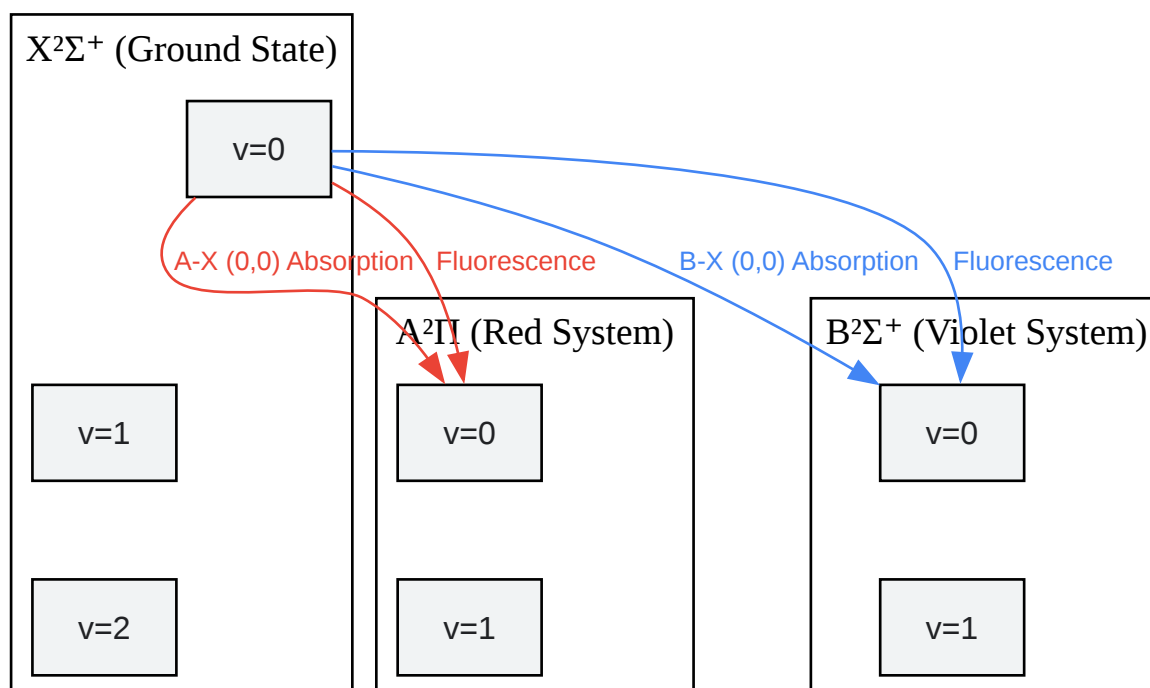 X²Σ⁺ (Ground State)
v=0
A-X (0,0) Absorption
Fluorescence
B-X (0,0) Absorption
Fluorescence
A²Π (Red System)
B²Σ⁺ (Violet System)
v=1
v=0
v=0
v=2
v=1
v=1